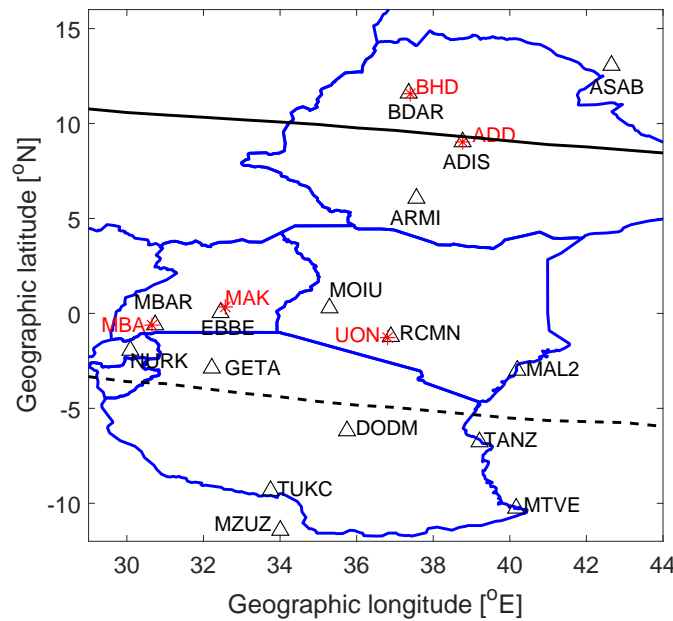 15
BHD
ASAB
BDAR
10
ADD
ADIS
ARMI
5
Geographic latitude [°N]
MBAR
MAK
MOIU
0
MBA
EBBE
UON
RCMN
NURK
GETA
MAL2
-5
DODM
TANZ
TUKC
-10
MTVE
MZUZ
30 32 34 36 38 40 42 44
Geographic longitude [°E]